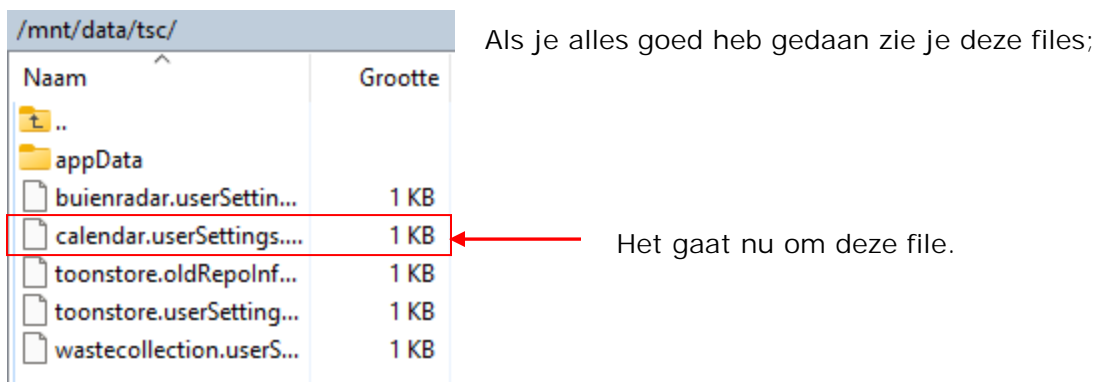 /mnt/data/tsc/
Als je alles goed heb gedaan zie je deze files;
Naam Grootte
..
appData
buienradar.userSettin... 1 KB
calendar.userSettings.... 1 KB
Het gaat nu om deze file.
toonstore.oldRepoInf... 1 KB
toonstore.userSetting... 1 KB
wastecollection.userS... 1 KB